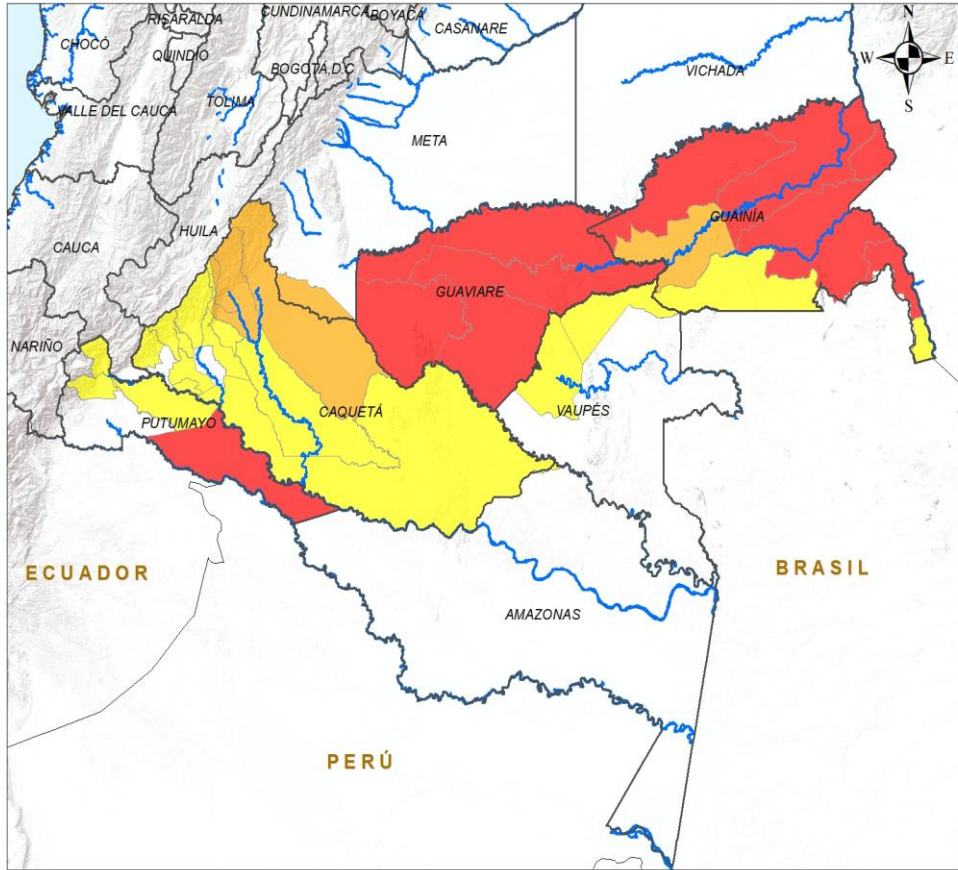 CUNDINAMARCA
BOYACÁ
RISARALDA
CASANARE
N
CHOCÓ
QUINDIO
BOGOTÁ D.C
VICHADA
W
E
S
VALLE DEL CAUCA
TOLIMA
META
GUAINÍA
HUILA
CAUCA
GUAVIARE
NARIÑO
CAQUETÁ
VAUPÉS
PUTUMAYO
ECUADOR
BRASIL
AMAZONAS
PERÚ